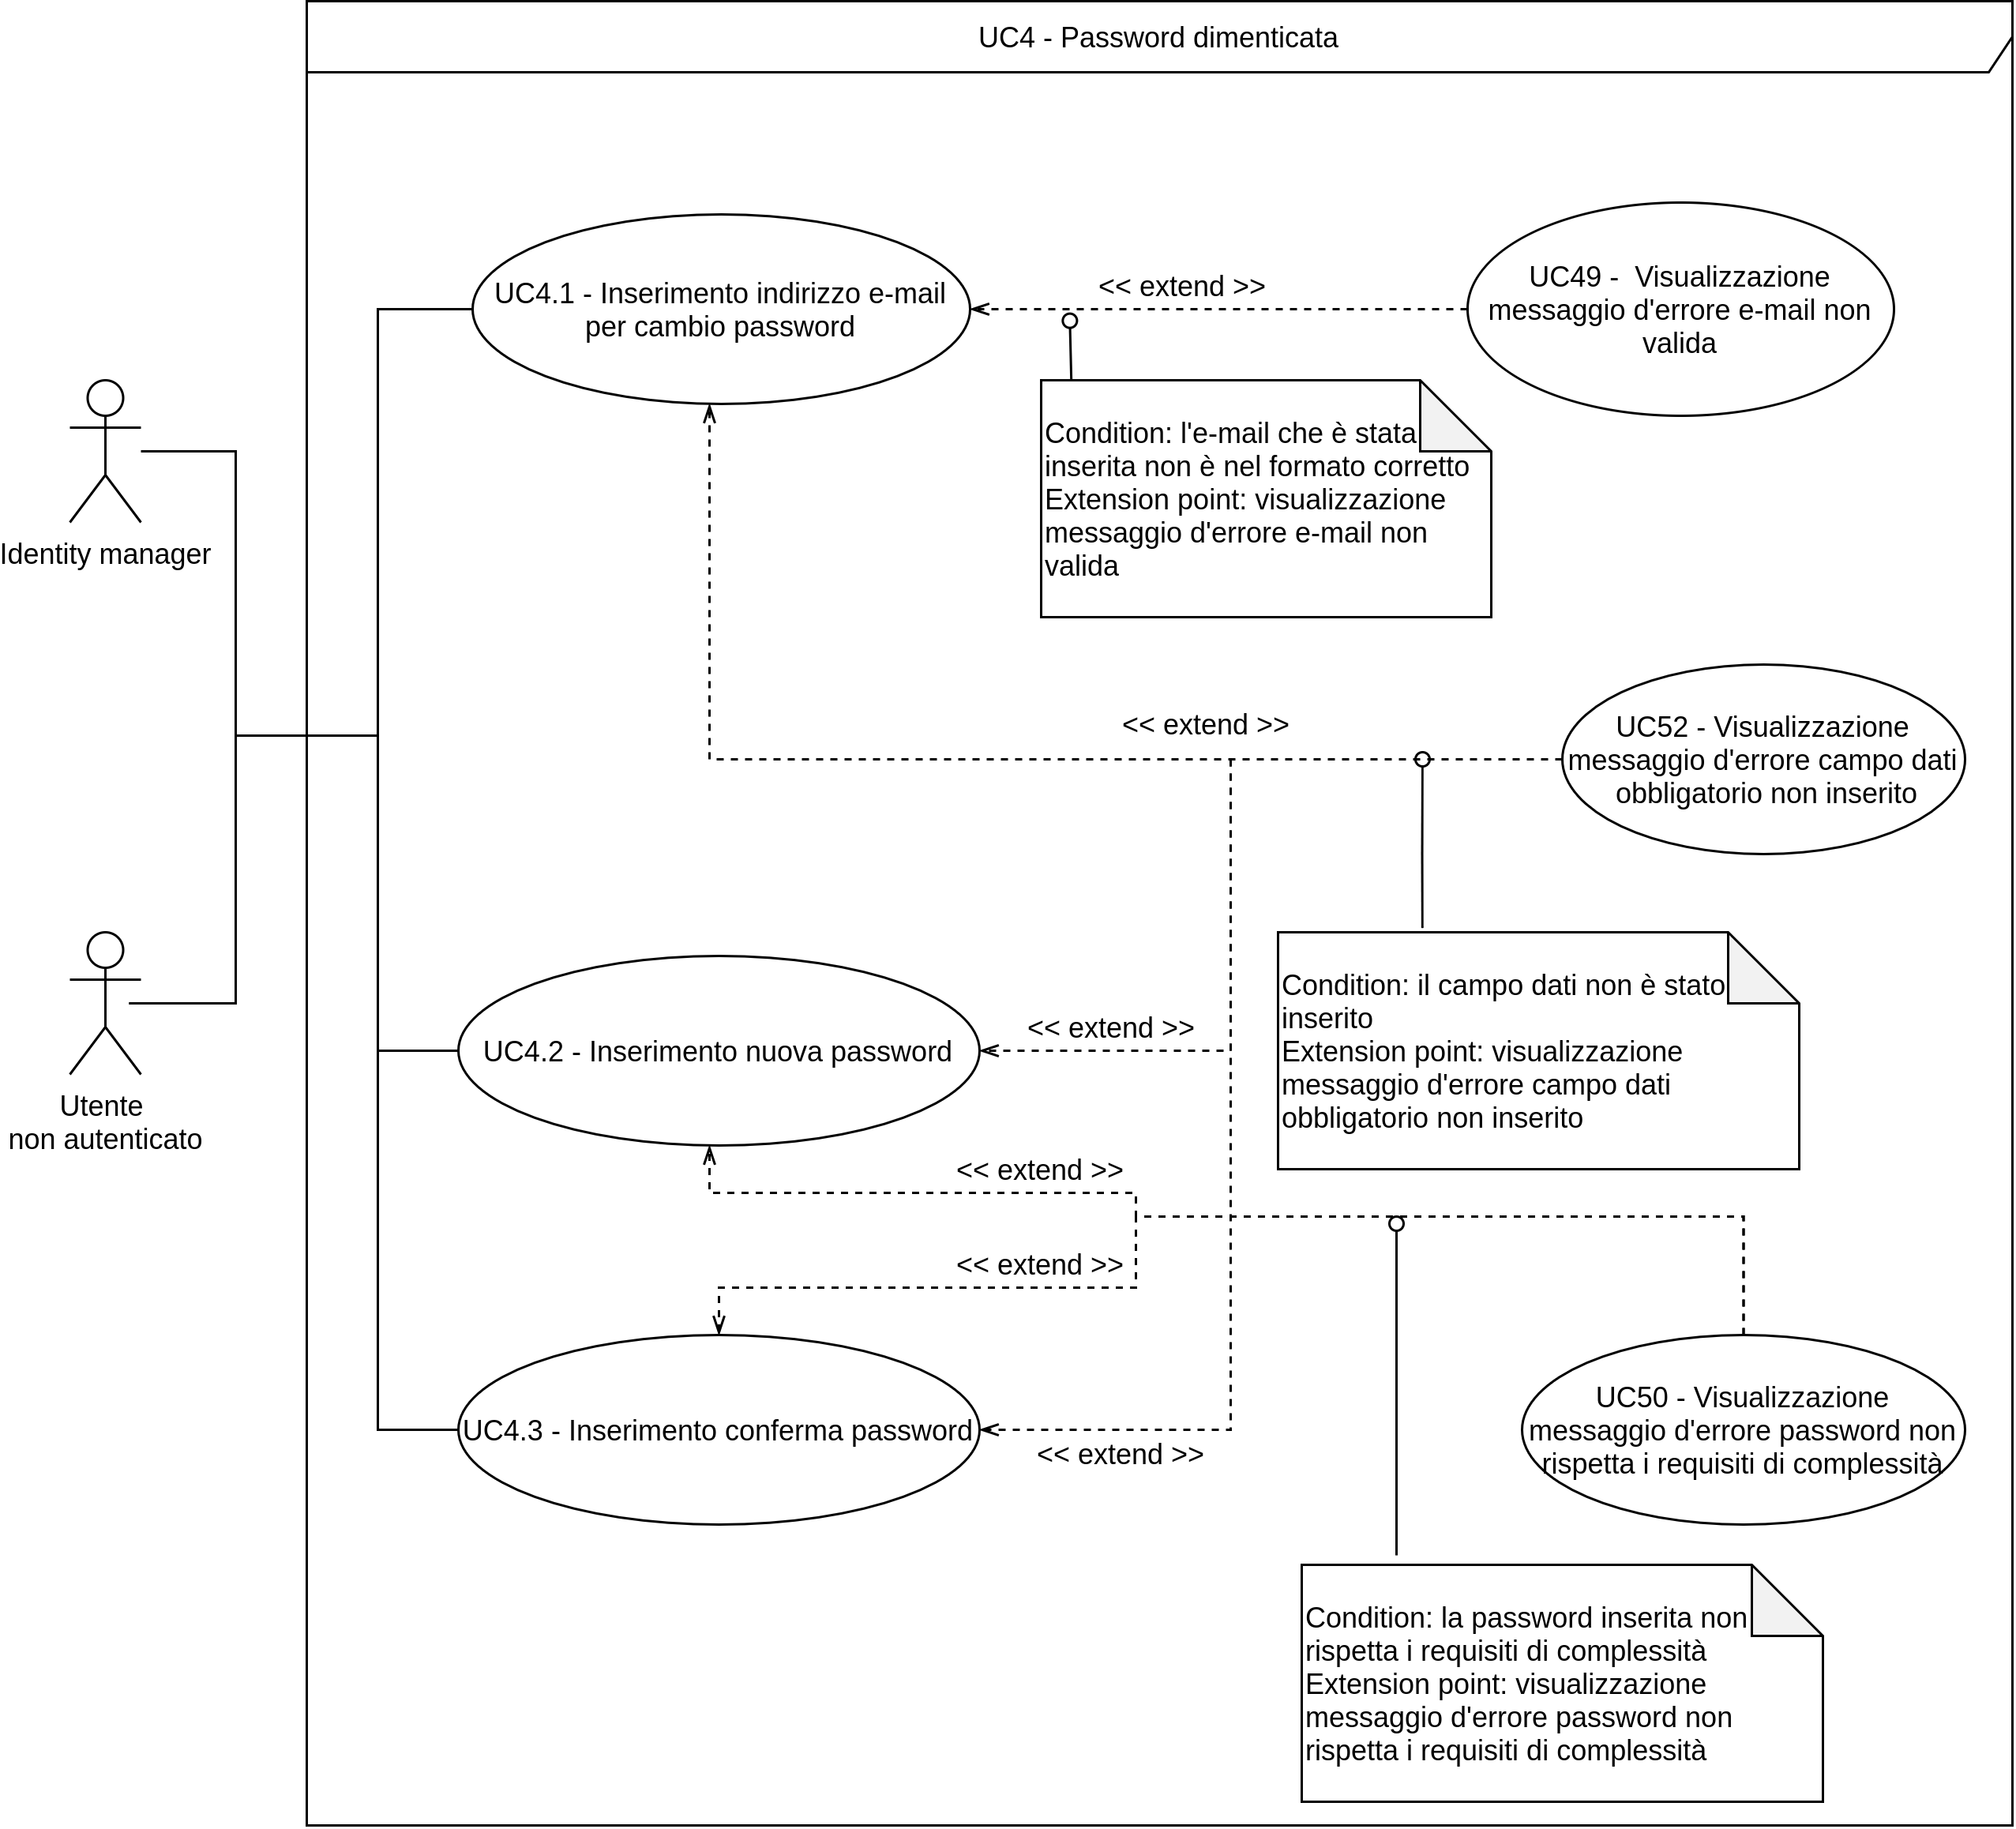 UC4 - Password dimenticata
UC4.1 - Inserimento indirizzo e-mail
per cambio password
<< extend >>
UC49 -  Visualizzazione
messaggio d'errore e-mail non
valida
Condition: l'e-mail che è stata
inserita non è nel formato corretto
Extension point: visualizzazione
messaggio d'errore e-mail non
valida
Identity manager
<< extend >>
UC52 - Visualizzazione
messaggio d'errore campo dati
obbligatorio non inserito
Condition: il campo dati non è stato
inserito
Extension point: visualizzazione
messaggio d'errore campo dati
obbligatorio non inserito
UC4.2 - Inserimento nuova password
<< extend >>
Utente
non autenticato
<< extend >>
<< extend >>
UC4.3 - Inserimento conferma password
<< extend >>
UC50 - Visualizzazione
messaggio d'errore password non
rispetta i requisiti di complessità
Condition: la password inserita non
rispetta i requisiti di complessità
Extension point: visualizzazione
messaggio d'errore password non
rispetta i requisiti di complessità